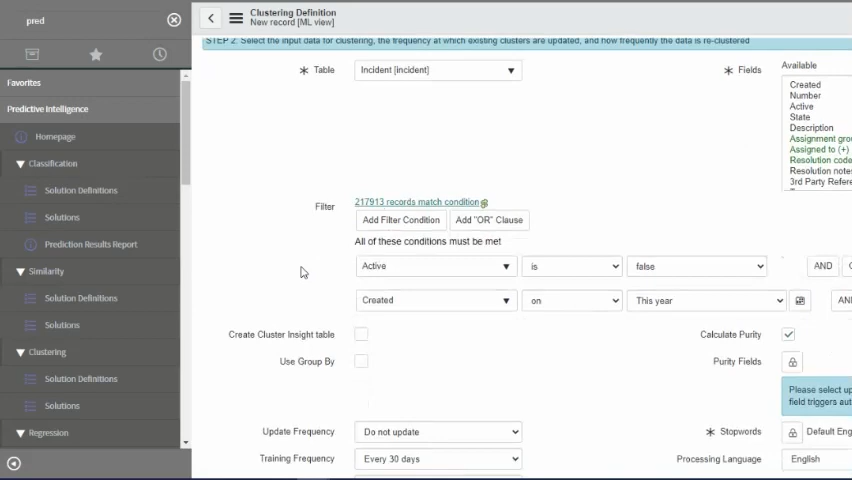 pred
Favorites
Predictive Intelligence
Homepage
Classification
Solution Definitions
Solutions
Prediction Results Report
Similarity
Solution Definitions
Solutions
Clustering
Solution Definitions
Solutions
Regression
Clustering Definition
New record [ML view]
STEP 2: Select the input data for clustering, the frequency at which existing clusters are updated, and how frequently the data is re-clustered
Table
Incident [incident]
Fields
Available
Created
Number
Active
State
Description
Assignment grou
Assigned to (+)
Resolution code
Resolution notes
3rd Party Refere
Filter
217913 records match condition
Add Filter Condition
Add "OR" Clause
All of these conditions must be met
Active
is
false
AND
Created
on
This year
AN
Create Cluster Insight table
Calculate Purity
Use Group By
Purity Fields
Please select up
field triggers aut
Update Frequency
Do not update
Stopwords
Default Eng
Training Frequency
Every 30 days
Processing Language
English